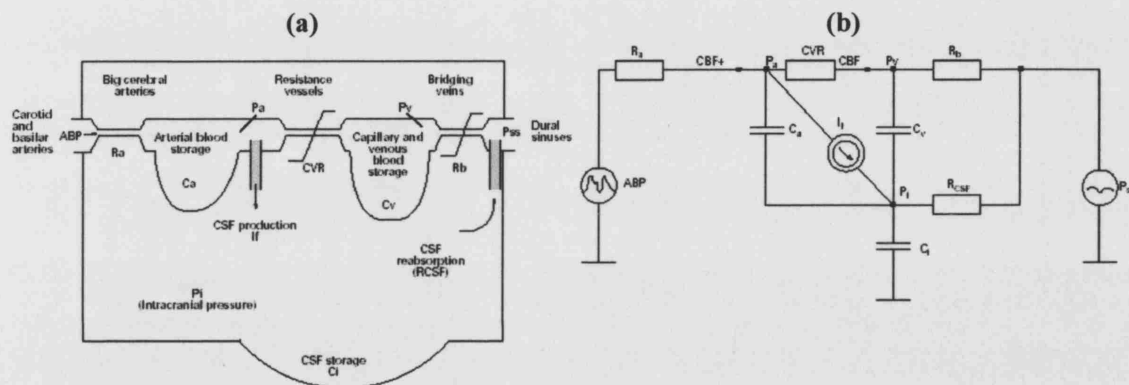 (a)
Big cerebral
arteries
Resistance
vessels
Bridging
veins
Carotid and
basilar
arteries
ABP
Ra
Arterial blood
storage
Pa
CVR
Py
Capillary and
venous
blood
storage
Rb
Pss
Dural
sinuses
Ca
Cv
CSF production
If
CSF
reabsorption
(RCSF)
Pi
(Intracranial pressure)
CSF storage
Ci
(b)
Ra
CBF+
Pa
CVR
CBF
Pv
Rb
Ca
If
Cv
ABP
Pi
RCSF
Ci